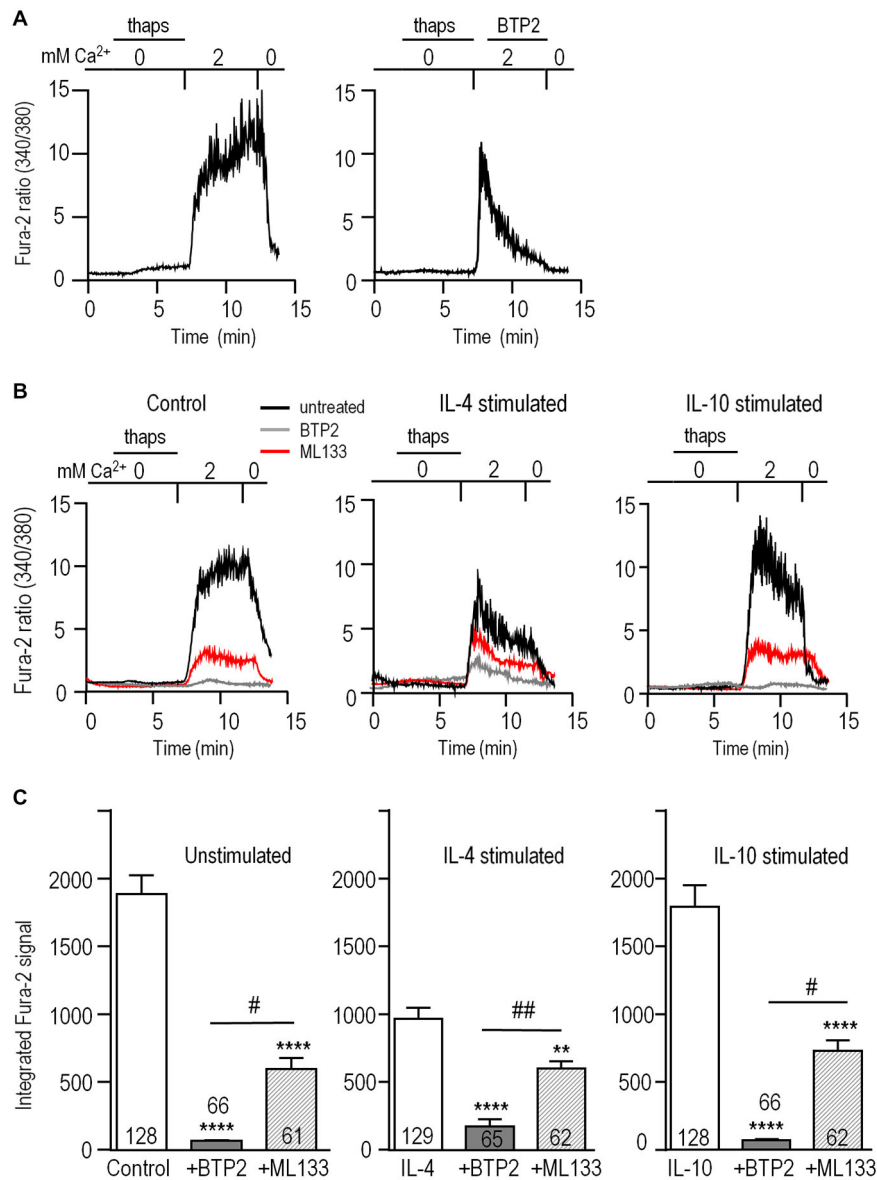 A
thaps
mM Ca²⁺ 0 2 0
15
10
5
0
Fura-2 ratio (340/380)
0 5 10 15
Time (min)
thaps BTP2
0 2 0
15
10
5
0
0 5 10 15
Time (min)
B
Control
untreated
BTP2
ML133
thaps
mM Ca²⁺ 0 2 0
15
10
5
0
Fura-2 ratio (340/380)
0 5 10 15
Time (min)
IL-4 stimulated
thaps
0 2 0
15
10
5
0
0 5 10 15
Time (min)
IL-10 stimulated
thaps
0 2 0
15
10
5
0
0 5 10 15
Time (min)
C
Unstimulated
2000
1500
1000
500
0
Integrated Fura-2 signal
#
****
66
****
128 61
Control +BTP2 +ML133
IL-4 stimulated
2000
1500
1000
500
0
##
**
****
129 65 62
IL-4 +BTP2 +ML133
IL-10 stimulated
2000
1500
1000
500
0
#
****
66
****
128 62
IL-10 +BTP2 +ML133